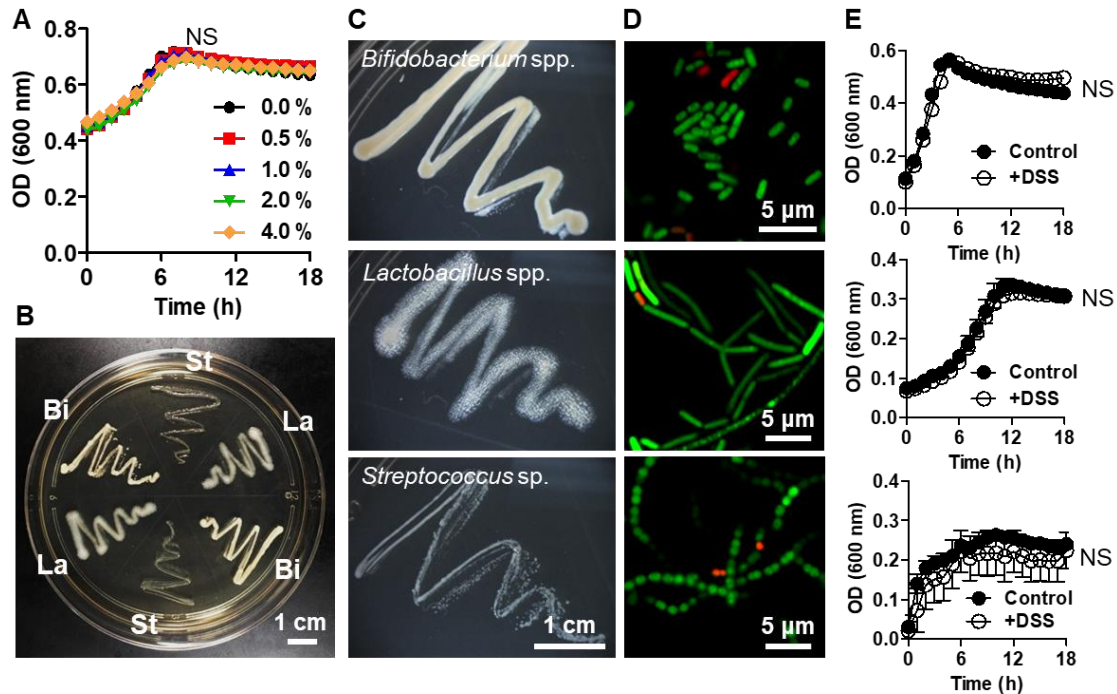 A
NS
OD (600 nm)
0.8
0.6
0.4
0.2
0.0
0.0 %
0.5 %
1.0 %
2.0 %
4.0 %
0 6 12 18
Time (h)
B
St
Bi
La
La
Bi
St
1 cm
C
Bifidobacterium spp.
Lactobacillus spp.
Streptococcus sp.
1 cm
D
5 µm
5 µm
5 µm
E
OD (600 nm)
0.6
0.4
0.2
0.0
NS
Control
+DSS
0 6 12 18
Time (h)
OD (600 nm)
0.4
0.3
0.2
0.1
0.0
NS
Control
+DSS
0 6 12 18
Time (h)
OD (600 nm)
0.4
0.3
0.2
0.1
0.0
NS
Control
+DSS
0 6 12 18
Time (h)